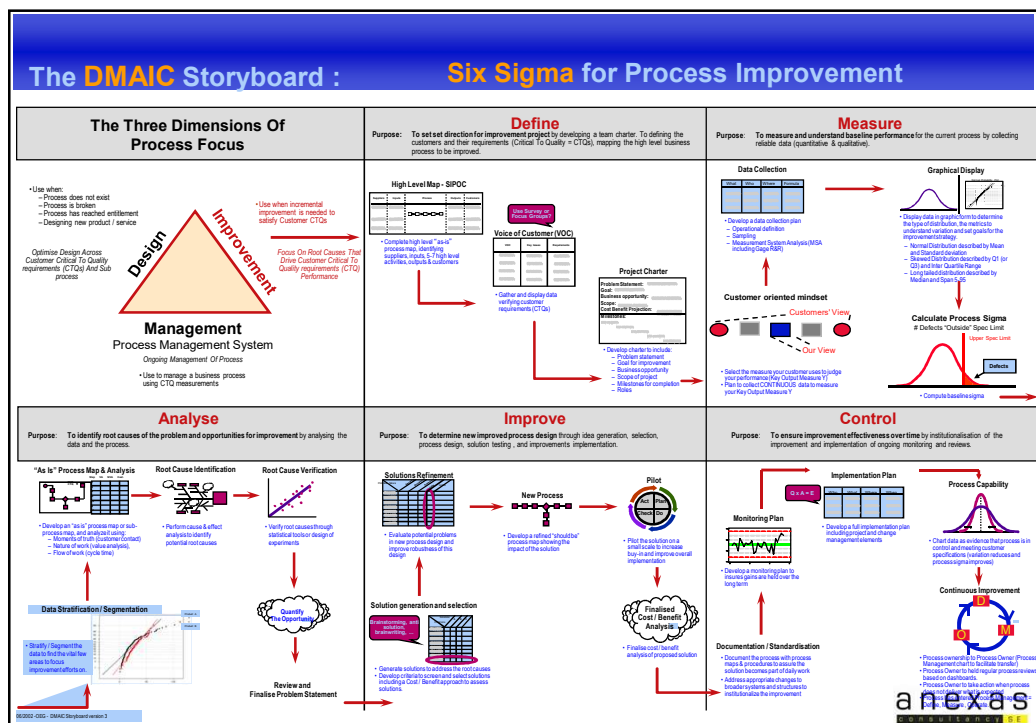 The DMAIC Storyboard :
Six Sigma for Process Improvement
The Three Dimensions Of
Process Focus
• Use when:
– Process does not exist
– Process is broken
– Process has reached entitlement
– Designing new product / service
• Use when incremental
improvement is needed to
satisfy Customer CTQs
Optimise Design Across
Customer Critical To Quality
requirements (CTQs) And Sub
process
Focus On Root Causes That
Drive Customer Critical To
Quality requirements (CTQ)
Performance
Design
Improvement
Management
Process Management System
Ongoing Management Of Process
• Use to manage a business process
using CTQ measurements
Define
Purpose: To set set direction for improvement project by developing a team charter. To defining the
customers and their requirements (Critical To Quality = CTQs), mapping the high level business
process to be improved.
High Level Map - SIPOC
Suppliers Inputs Process Outputs Customers
• Complete high level "as-is"
process map, identifying
suppliers, inputs, 5-7 high level
activities, outputs & customers
Use Survey or
Focus Groups?
Voice of Customer (VOC)
VOC Key Issues Requirements
• Gather and display data
verifying customer
requirements (CTQs)
Project Charter
Problem Statement:
Goal:
Business opportunity:
Scope:
Cost Benefit Projection:
Milestones:
• Develop charter to include:
– Problem statement
– Goal for improvement
– Business opportunity
– Scope of project
– Milestones for completion
– Roles
Measure
Purpose: To measure and understand baseline performance for the current process by collecting
reliable data (quantitative & qualitative).
Data Collection
What Who Where Formula
• Develop a data collection plan
– Operational definition
– Sampling
– Measurement System Analysis (MSA
including Gage R&R)
Graphical Display
• Display data in graphic form to determine
the type of distribution, the metrics to
understand variation and set goals for the
improvement strategy.
– Normal Distribution described by Mean
and Standard deviation
– Skewed Distribution described by Q1 (or
Q3) and Inter Quartile Range
– Long tailed distribution described by
Median and Span 5-95
Customer oriented mindset
Customers' View
Our View
• Select the measure your customer uses to judge
your performance (Key Output Measure Y)
• Plan to collect CONTINUOUS data to measure
your Key Output Measure Y
Calculate Process Sigma
# Defects "Outside" Spec Limit
Upper Spec Limit
Defects
• Compute baseline sigma
Analyse
Purpose: To identify root causes of the problem and opportunities for improvement by analysing the
data and the process.
"As Is" Process Map & Analysis
• Develop an "as is" process map or sub-
process map, and analyze it using:
– Moments of truth (customer contact)
– Nature of work (value analysis),
– Flow of work (cycle time)
Root Cause Identification
• Perform cause & effect
analysis to identify
potential root causes
Root Cause Verification
• Verify root causes through
statistical tools or design of
experiments
Data Stratification / Segmentation
• Stratify / Segment the
data to find the vital few
areas to focus
improvement efforts on.
Quantify
The Opportunity
Review and
Finalise Problem Statement
06/2002 -OSG - DMAIC Storyboard version 3
Improve
Purpose: To determine new improved process design through idea generation, selection,
process design, solution testing , and improvements implementation.
Solutions Refinement
• Evaluate potential problems
in new process design and
improve robustness of this
design
New Process
• Develop a refined "should be"
process map showing the
impact of the solution
Pilot
Act Plan
Check Do
• Pilot the solution on a
small scale to increase
buy-in and improve overall
implementation
Solution generation and selection
Brainstorming, anti
solution,
brainwriting, ...
• Generate solutions to address the root causes
• Develop criteria to screen and select solutions
including a Cost / Benefit approach to assess
solutions.
Finalised
Cost / Benefit
Analysis
• Finalise cost / benefit
analysis of proposed solution
Control
Purpose: To ensure improvement effectiveness over time by institutionalisation of the
improvement and implementation of ongoing monitoring and reviews.
Monitoring Plan
• Develop a monitoring plan to
insures gains are held over the
long term
Q x A = E
Implementation Plan
Who What When Where
• Develop a full implementation plan
including project and change
management elements
Process Capability
• Chart data as evidence that process is in
control and meeting customer
specifications (variation reduces and
process sigma improves)
Documentation / Standardisation
• Document the process with process
maps & procedures to assure the
solution becomes part of daily work
• Address appropriate changes to
broader systems and structures to
institutionalize the improvement
Continuous Improvement
D
O M
• Process ownership to Process Owner (Process
Management chart to facilitate transfer)
• Process Owner to held regular process reviews
based on dashboards.
• Process Owner to take action when process
does not deliver what is expected
• Process has entered Process Management =
Define, Measure, Operate.
anexas
consultancy SE